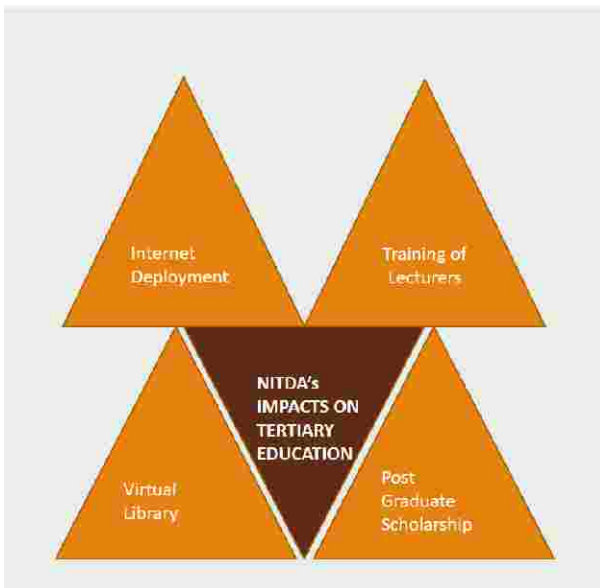 Internet
Deployment
Training of
Lecturers
NITDA's
IMPACTS ON
TERTIARY
EDUCATION
Virtual
Library
Post
Graduate
Scholarship